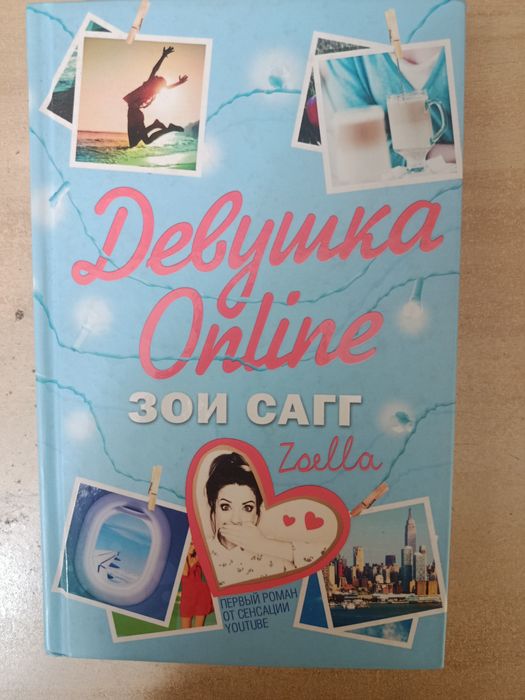 Девушка
Online
ЗОИ САГГ
Zoella
ПЕРВЫЙ РОМАН
ОТ СЕНСАЦИИ
YOUTUBE